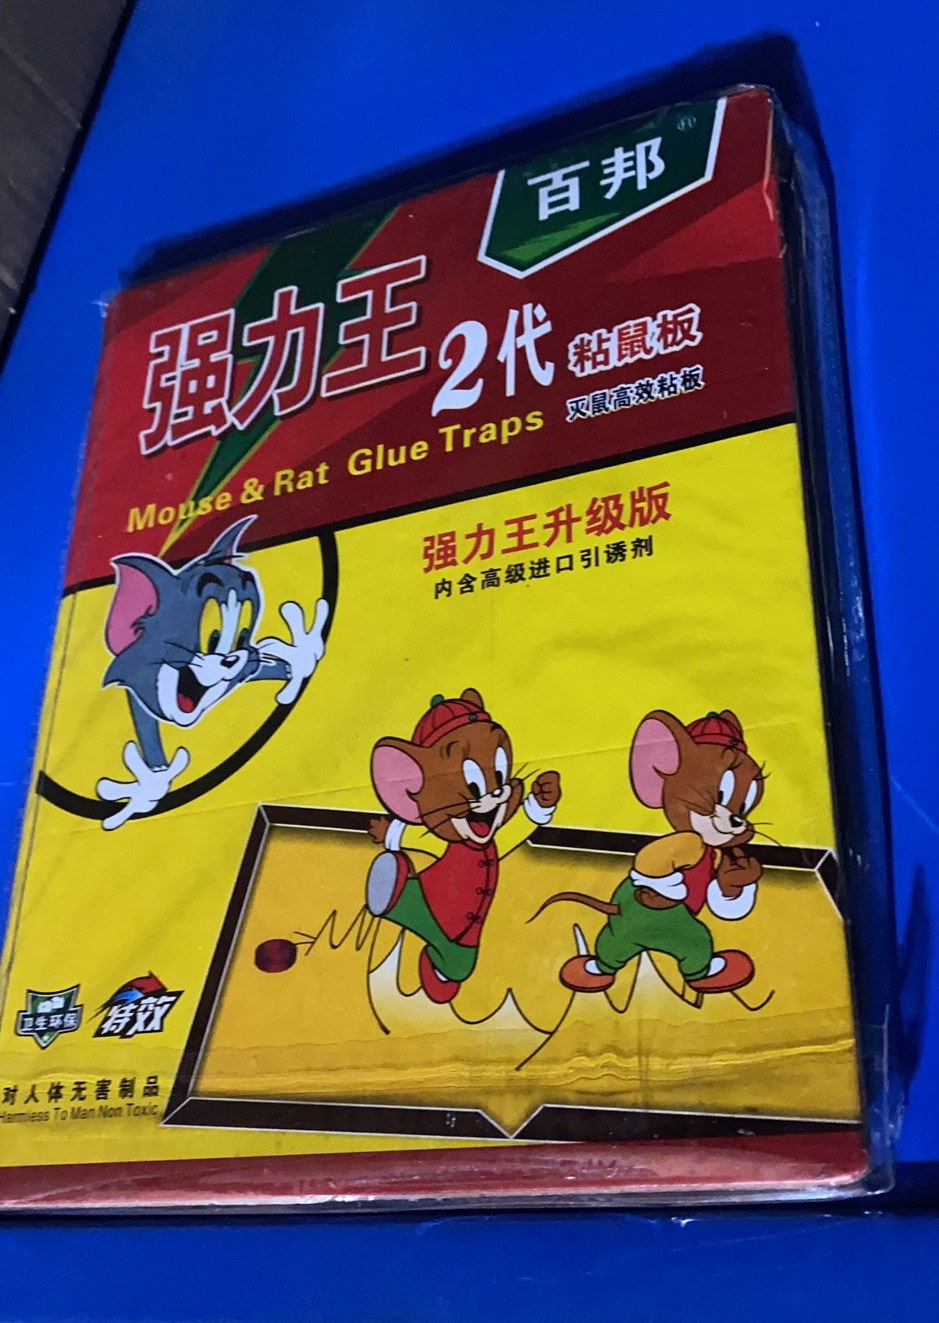 百邦®
强力王2代粘鼠板
灭鼠高效粘板
Mouse & Rat Glue Traps
强力王升级版
内含高级进口引诱剂
卫生环保
特效
对人体无害制品
Harmless To Man Non Toxic